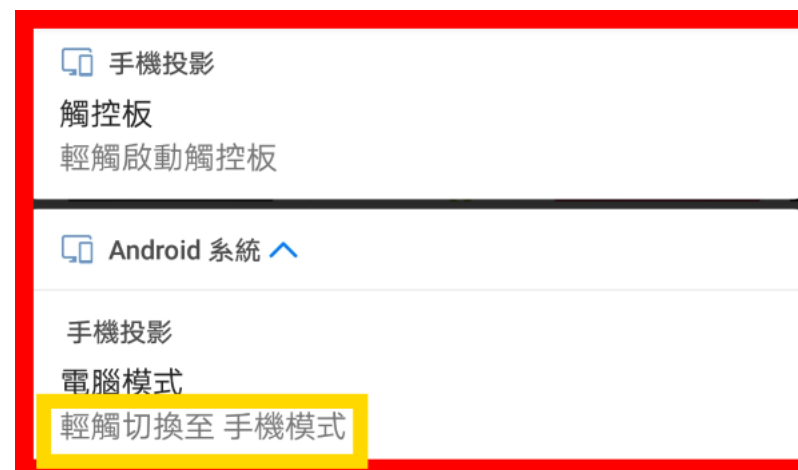 手機投影
觸控板
輕觸啟動觸控板
Android 系統
手機投影
電腦模式
輕觸切換至 手機模式